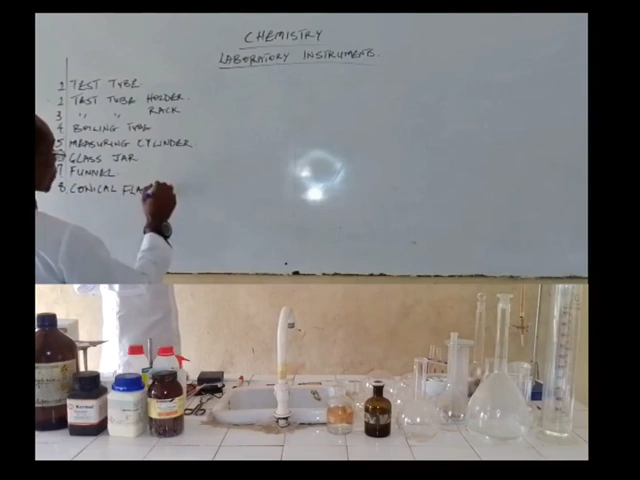 CHEMISTRY
LABORATORY INSTRUMENTS.
1 TEST TUBE
1 TEST TUBE HOLDER.
3 " " RACK
4 BOILING TUBE
5 MEASURING CYLINDER
6 GLASS JAR
7 FUNNEL
8. CONICAL FLA